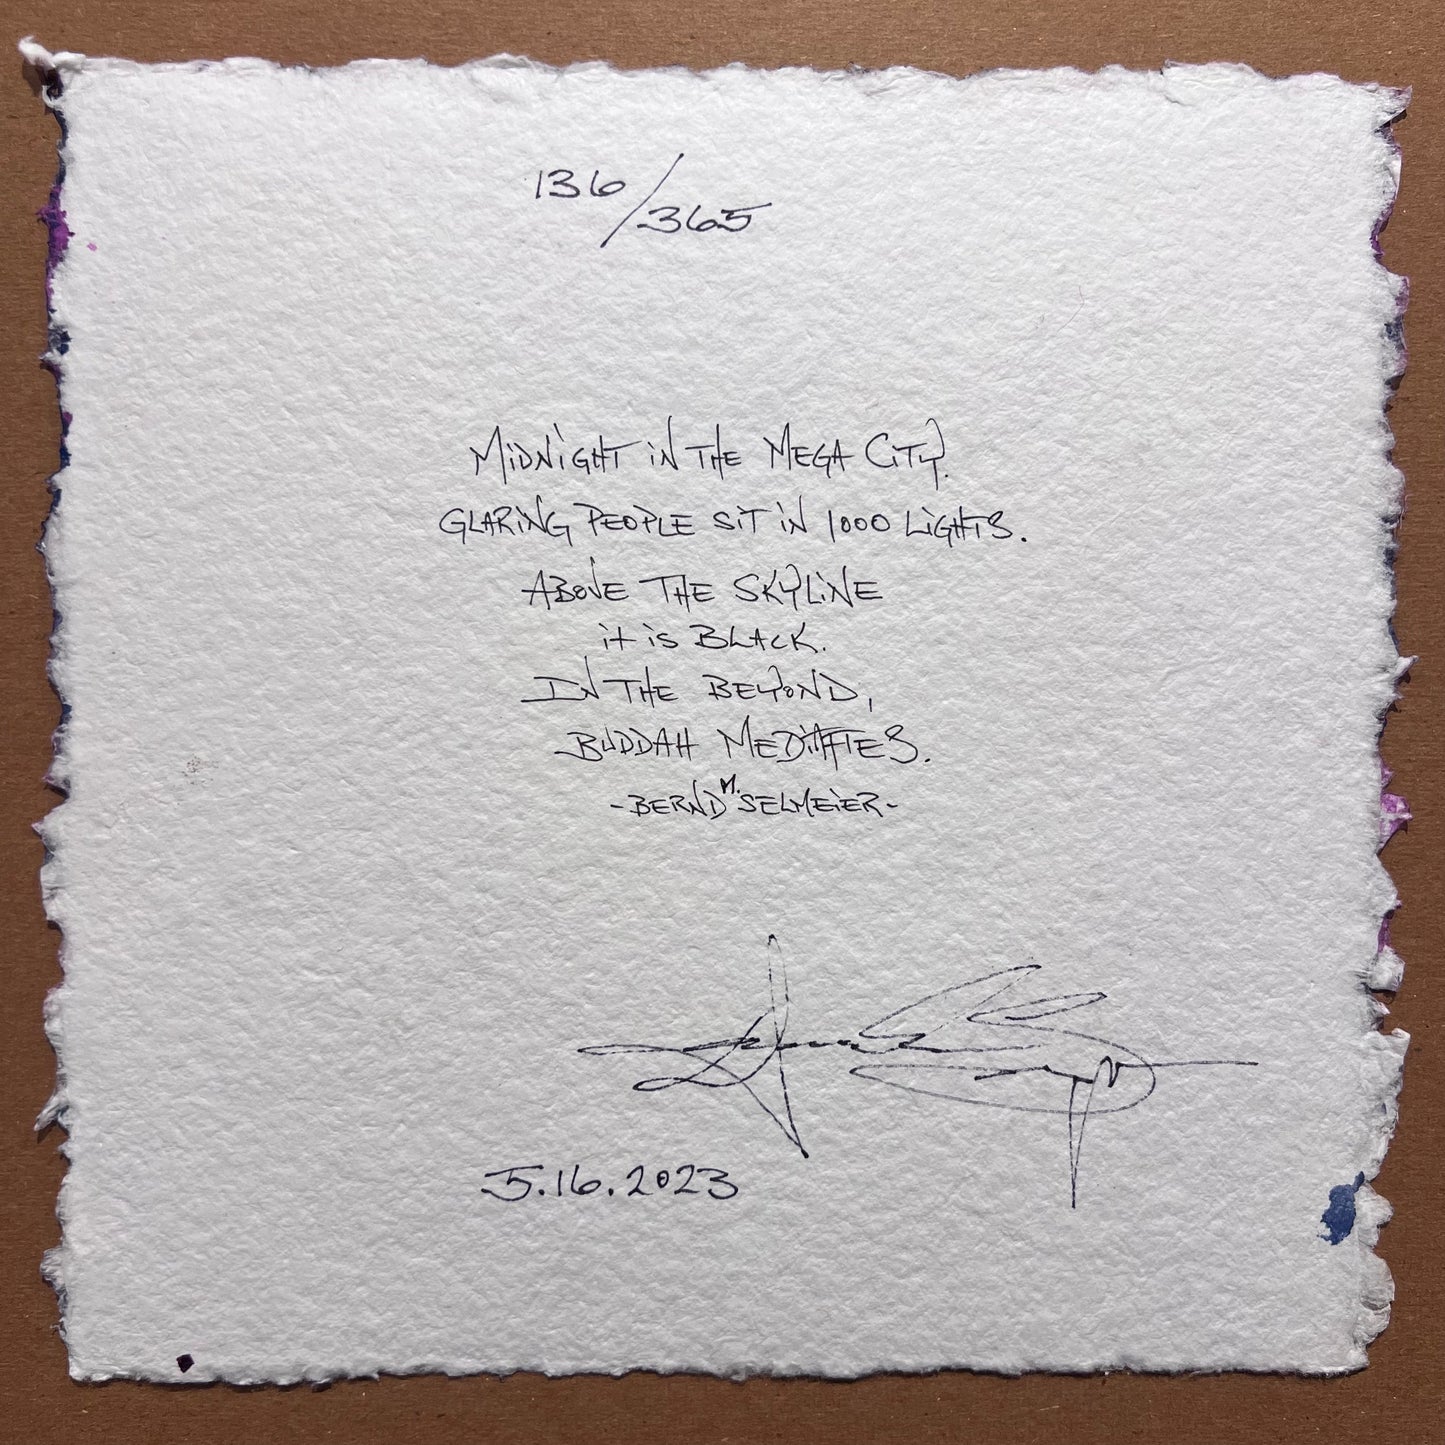 136/365
MiDNiGHT iN THE MEGA CiTY.
GLARiNG PEOPLE SiT iN 1000 LiGHTS.
ABOVE THE SKYLiNE
it is BLACK.
IN THE BEYOND,
BUDDAH MEDiTATES.
-BERND M. SELMEiER-
5.16.2023